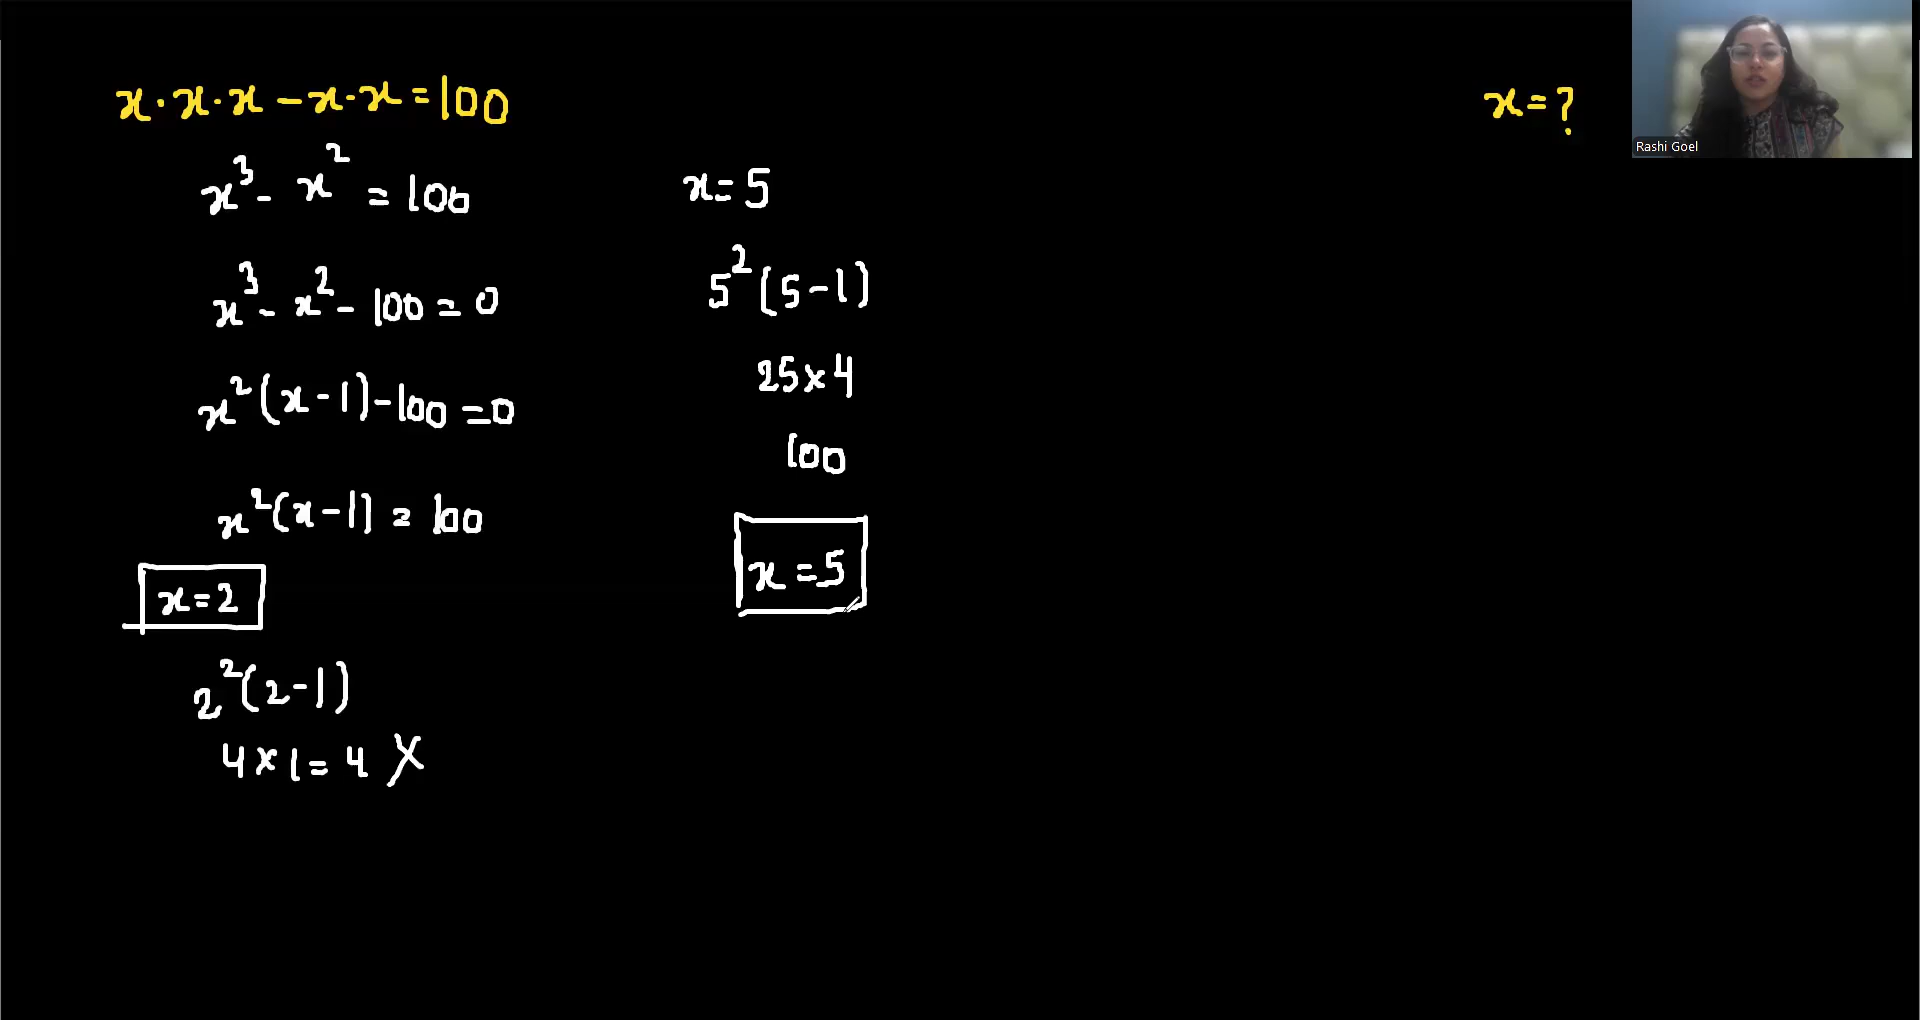 x·x·x - x·x = 100
x = ?
Rashi Goel
x³ - x² = 100
x³ - x² - 100 = 0
x²(x-1) - 100 = 0
x²(x-1) = 100
x = 2
2²(2-1)
4 × 1 = 4 X
x = 5
5²(5-1)
25 × 4
100
x = 5